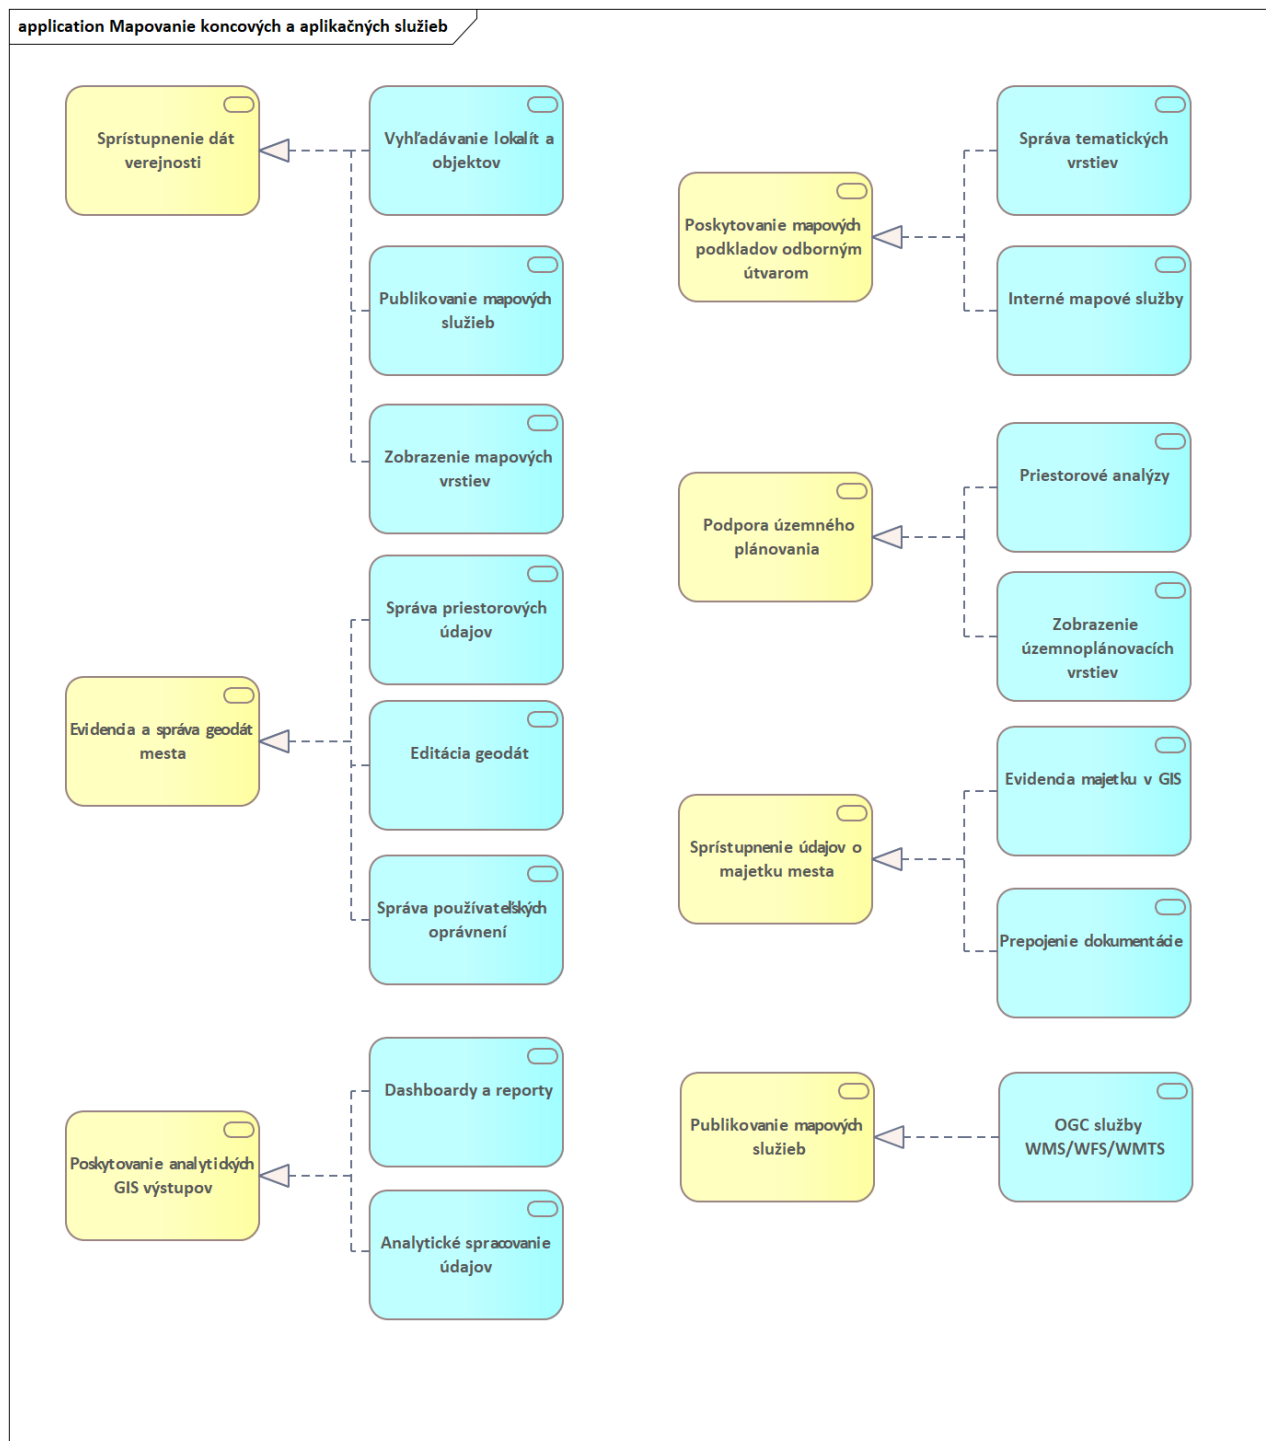 application Mapovanie koncových a aplikačných služieb
Sprístupnenie dát
verejnosti
Vyhľadávanie lokalít a
objektov
Publikovanie mapových
služieb
Zobrazenie mapových
vrstiev
Evidencia a správa geodát
mesta
Správa priestorových
údajov
Editácia geodát
Správa používateľských
oprávnení
Poskytovanie analytických
GIS výstupov
Dashboardy a reporty
Analytické spracovanie
údajov
Poskytovanie mapových
podkladov odborným
útvarom
Správa tematických
vrstiev
Interné mapové služby
Podpora územného
plánovania
Priestorové analýzy
Zobrazenie
územnoplánovacích
vrstiev
Sprístupnenie údajov o
majetku mesta
Evidencia majetku v GIS
Prepojenie dokumentácie
Publikovanie mapových
služieb
OGC služby
WMS/WFS/WMTS